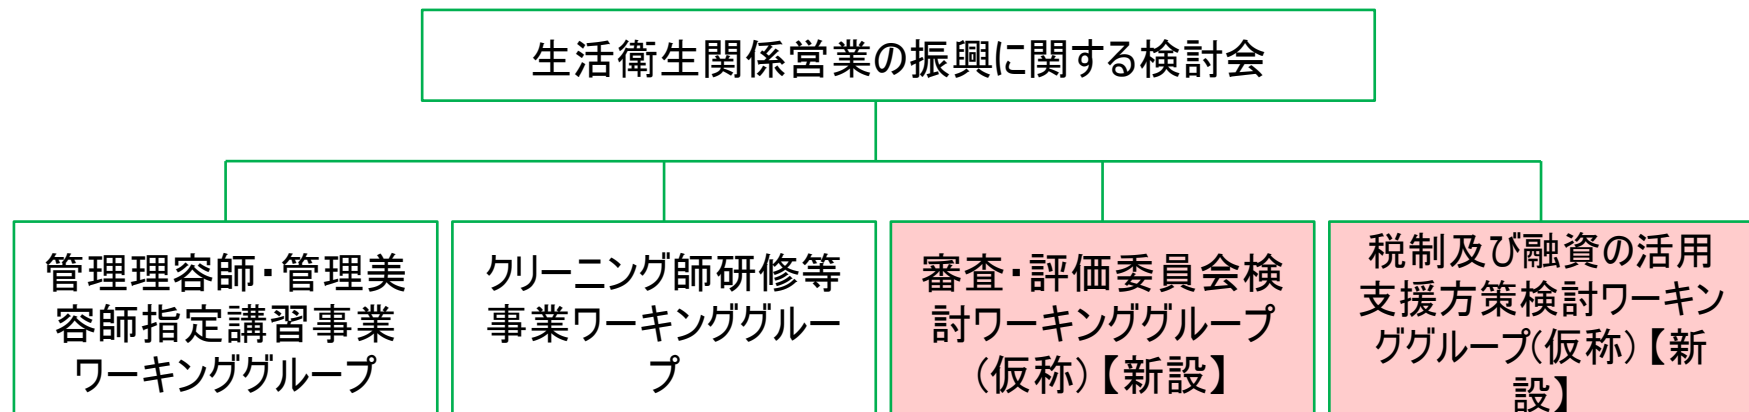 生活衛生関係営業の振興に関する検討会
管理理容師・管理美
容師指定講習事業
ワーキンググループ
クリーニング師研修等
事業ワーキンググルー
プ
審査・評価委員会検
討ワーキンググループ
(仮称)【新設】
税制及び融資の活用
支援方策検討ワーキン
ググループ(仮称)【新
設】